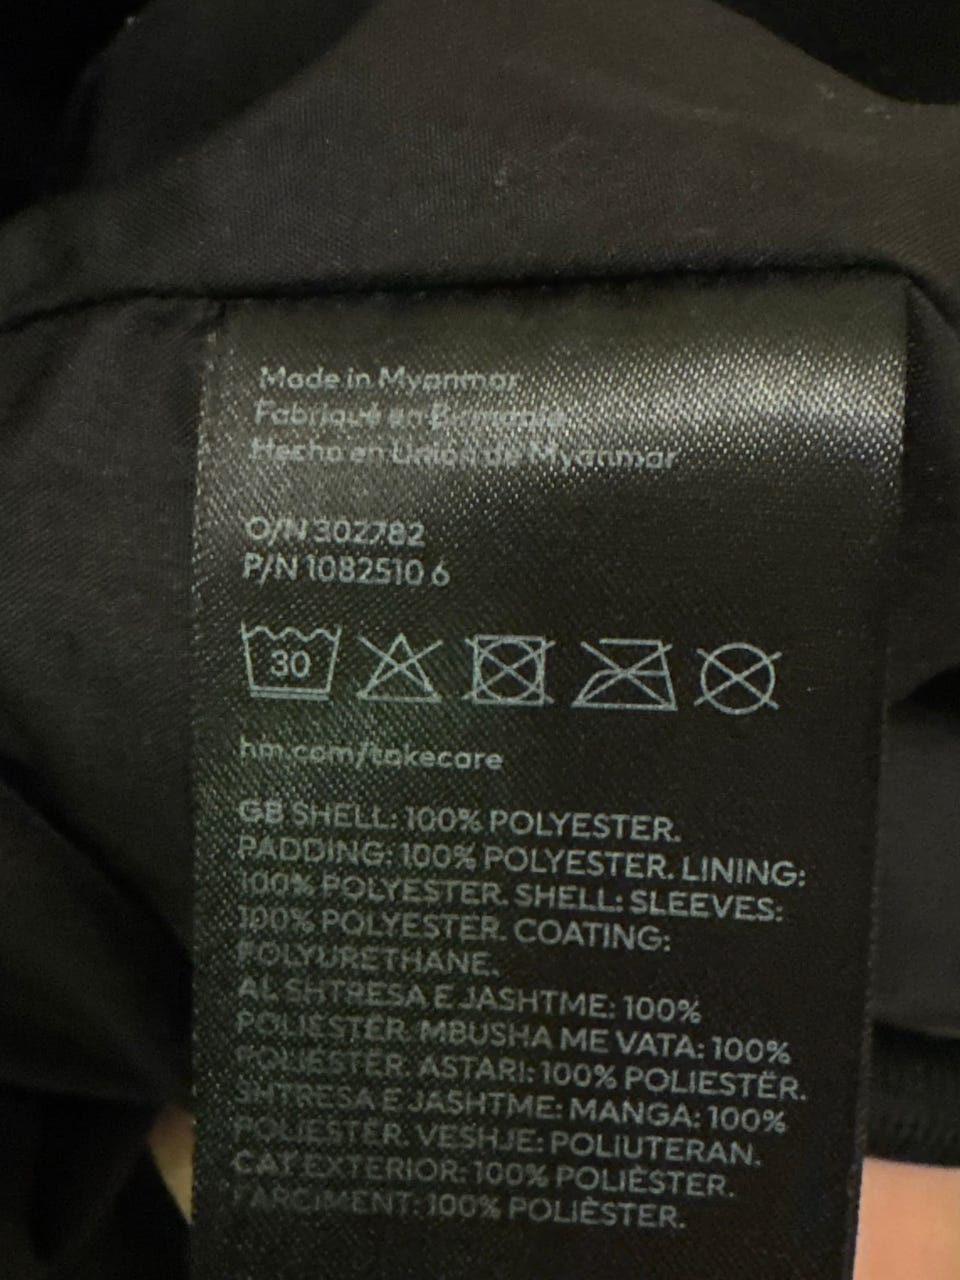 Made in Myanmar
Fabriqué en Birmanie
Hecho en Unión de Myanmar
O/N 302782
P/N 1082510 6
30
hm.com/takecare
GB SHELL: 100% POLYESTER.
PADDING: 100% POLYESTER. LINING:
100% POLYESTER. SHELL: SLEEVES:
100% POLYESTER. COATING:
POLYURETHANE.
AL SHTRESA E JASHTME: 100%
POLIESTËR. MBUSHA ME VATA: 100%
POLIESTËR. ASTARI: 100% POLIESTËR.
SHTRESA E JASHTME: MANGA: 100%
POLIESTËR. VESHJE: POLIUTERAN.
CAT EXTERIOR: 100% POLIÈSTER.
FARCIMENT: 100% POLIÈSTER.